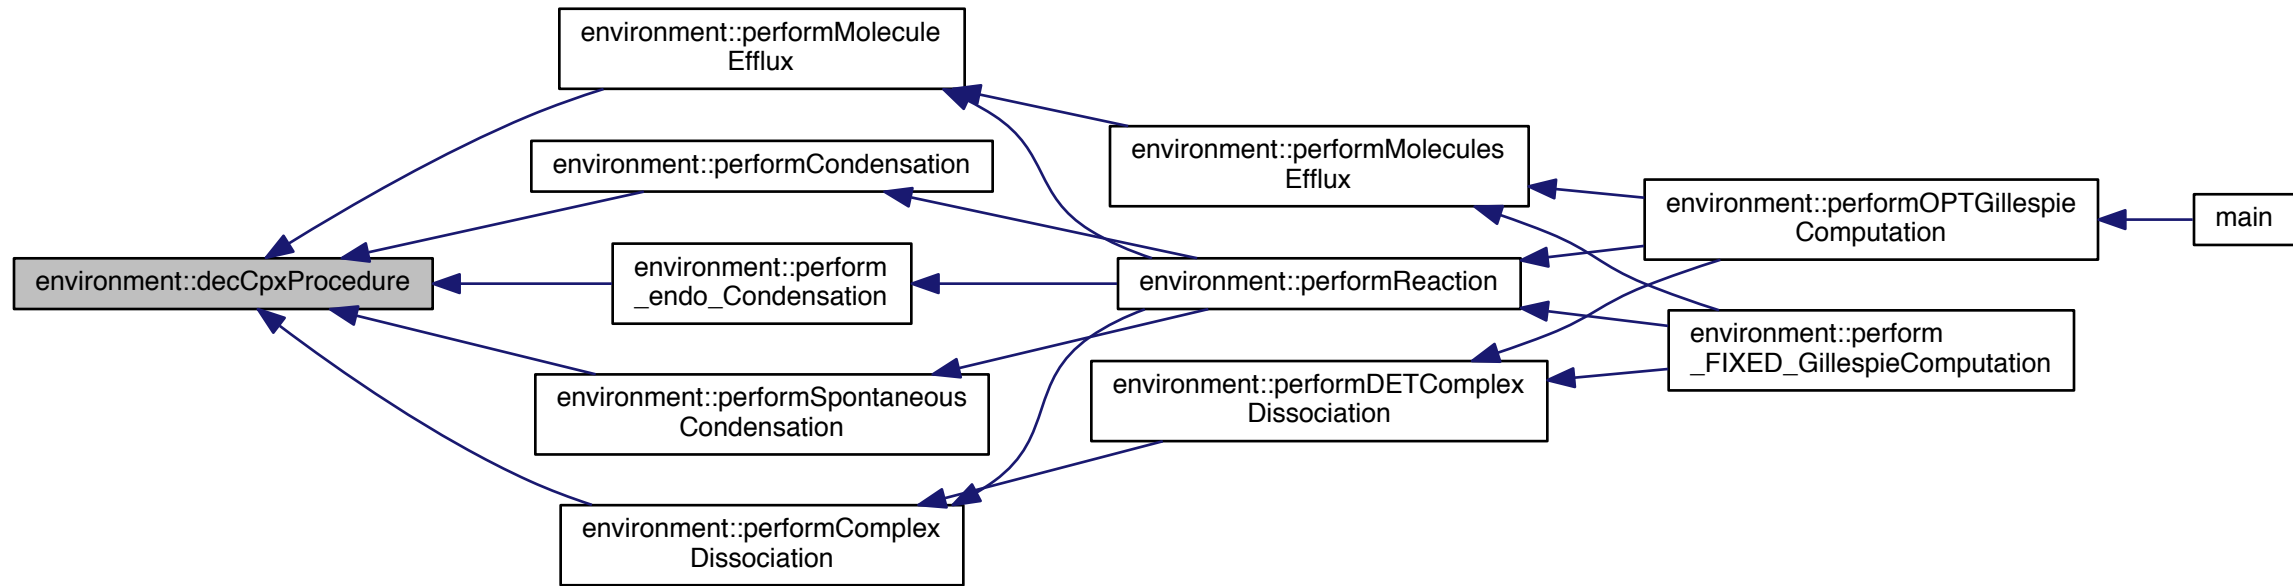 environment::decCpxProcedure
environment::performMolecule
Efflux
environment::performCondensation
environment::perform
_endo_Condensation
environment::performSpontaneous
Condensation
environment::performComplex
Dissociation
environment::performMolecules
Efflux
environment::performReaction
environment::performDETComplex
Dissociation
environment::performOPTGillespie
Computation
environment::perform
_FIXED_GillespieComputation
main